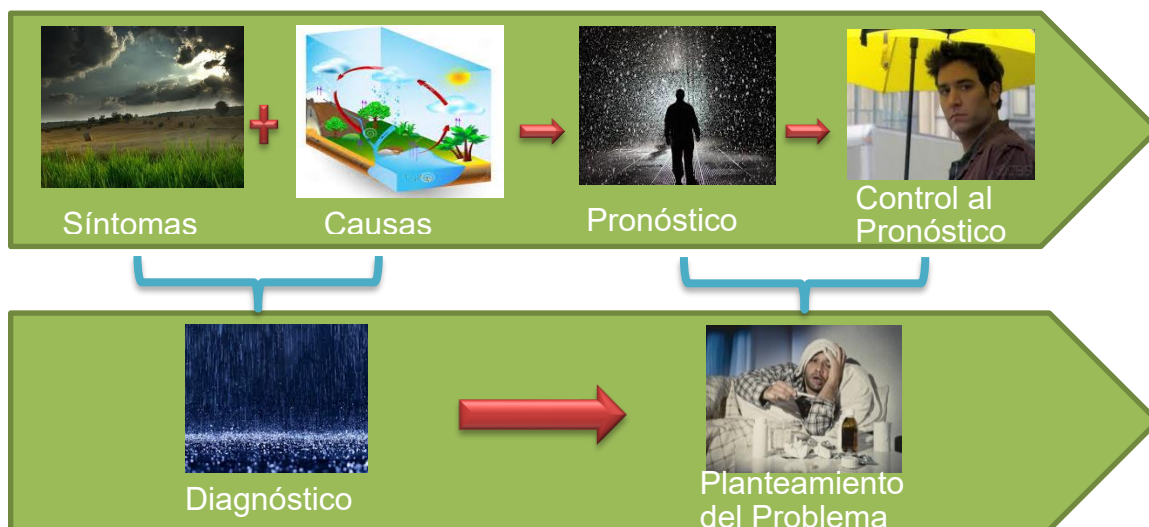 Síntomas
Causas
Pronóstico
Control al
Pronóstico
Diagnóstico
Planteamiento
del Problema